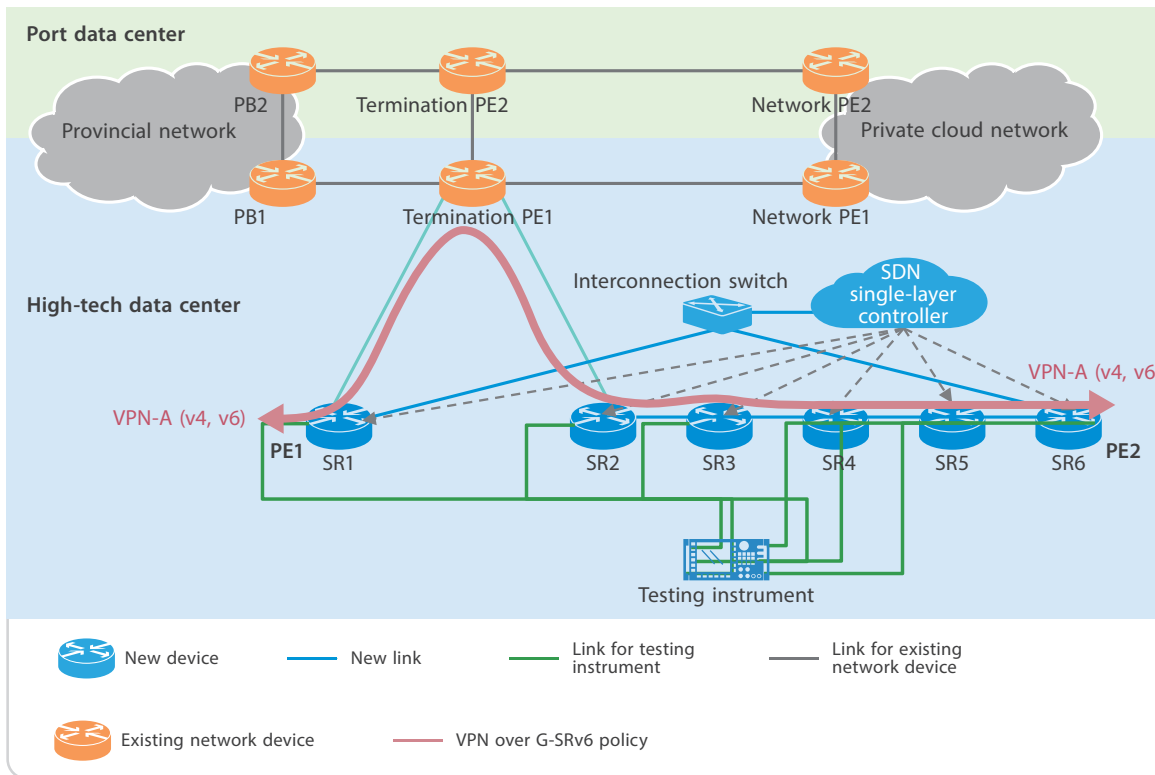 Port data center
PB2
Termination PE2
Network PE2
Provincial network
Private cloud network
PB1
Termination PE1
Network PE1
High-tech data center
Interconnection switch
SDN
single-layer
controller
VPN-A (v4, v6
VPN-A (v4, v6)
PE1
SR1
SR2
SR3
SR4
SR5
SR6
PE2
Testing instrument
New device
New link
Link for testing
instrument
Link for existing
network device
Existing network device
VPN over G-SRv6 policy